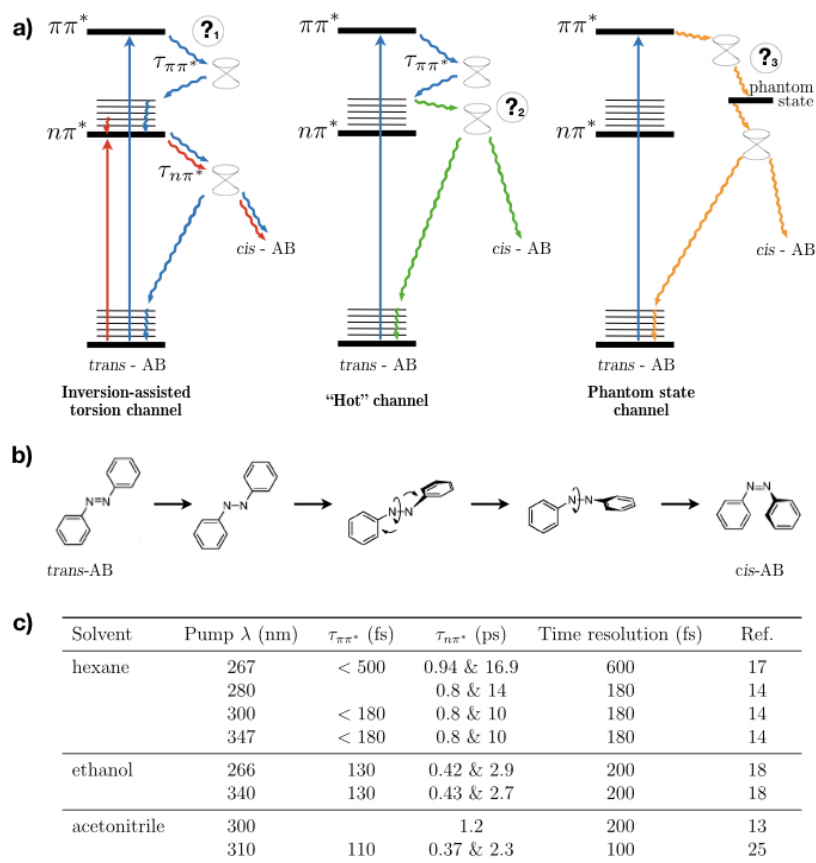 a)
ππ*
?1
τππ*
nπ*
τnπ*
cis - AB
trans - AB
Inversion-assisted
torsion channel
ππ*
τππ*
?2
nπ*
cis - AB
trans - AB
“Hot” channel
ππ*
?3
phantom
state
nπ*
cis - AB
trans - AB
Phantom state
channel
b)
N=N
N-N
N-N
N-N
N=N
trans-AB
cis-AB
c)
Solvent Pump λ (nm) τππ* (fs) τnπ* (ps) Time resolution (fs) Ref.
hexane 267 < 500 0.94 & 16.9 600 17
280 0.8 & 14 180 14
300 < 180 0.8 & 10 180 14
347 < 180 0.8 & 10 180 14
ethanol 266 130 0.42 & 2.9 200 18
340 130 0.43 & 2.7 200 18
acetonitrile 300 1.2 200 13
310 110 0.37 & 2.3 100 25